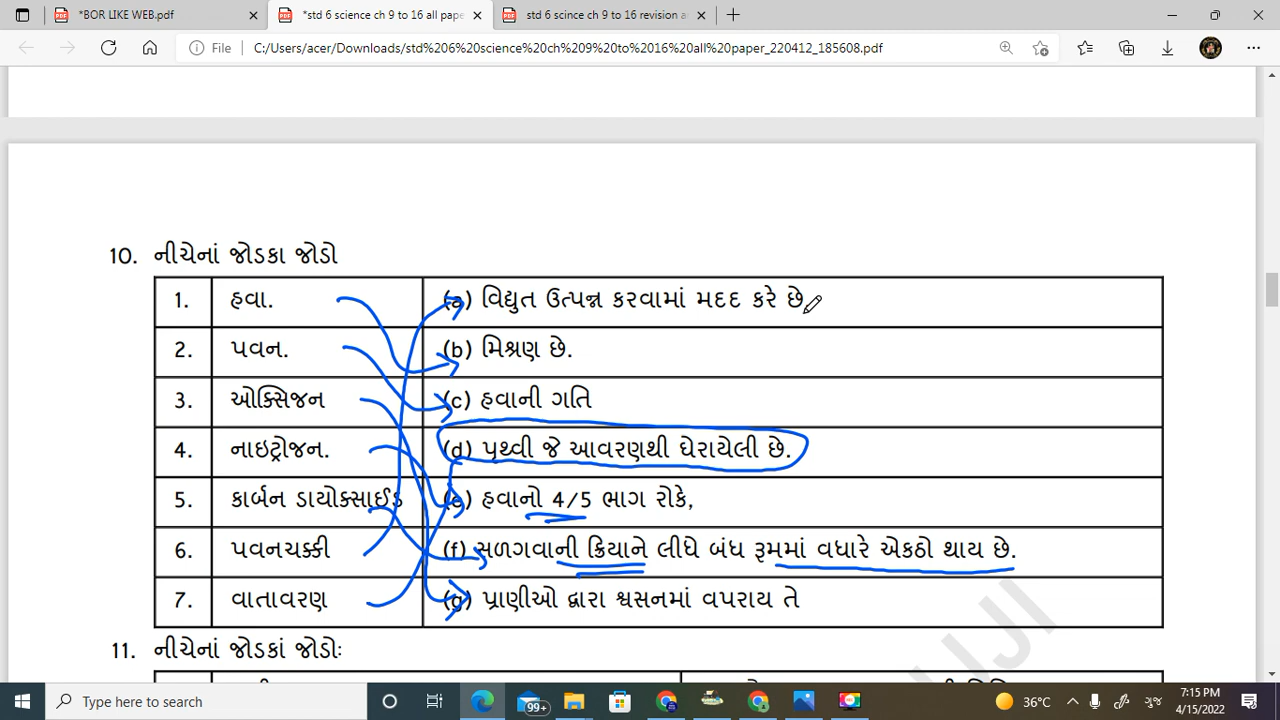 *BOR LIKE WEB.pdf
*std 6 science ch 9 to 16 all pape
std 6 scince ch 9 to 16 revision a
File
C:/Users/acer/Downloads/std%206%20science%20ch%209%20to%2016%20all%20paper_220412_185608.pdf
10. નીચેનાં જોડકા જોડો
1. હવા. (a) વિદ્યુત ઉત્પન્ન કરવામાં મદદ કરે છે
2. પવન. (b) મિશ્રણ છે.
3. ઓક્સિજન (c) હવાની ગતિ
4. નાઇટ્રોજન. (d) પૃથ્વી જે આવરણથી ઘેરાયેલી છે.
5. કાર્બન ડાયોક્સાઈડ (e) હવાનો 4/5 ભાગ રોકે,
6. પવનચક્કી (f) સળગવાની ક્રિયાને લીધે બંધ રૂમમાં વધારે એકઠો થાય છે.
7. વાતાવરણ (g) પ્રાણીઓ દ્વારા શ્વસનમાં વપરાય તે
11. નીચેનાં જોડકાં જોડોઃ
Type here to search
99+
36°C
7:15 PM
4/15/2022